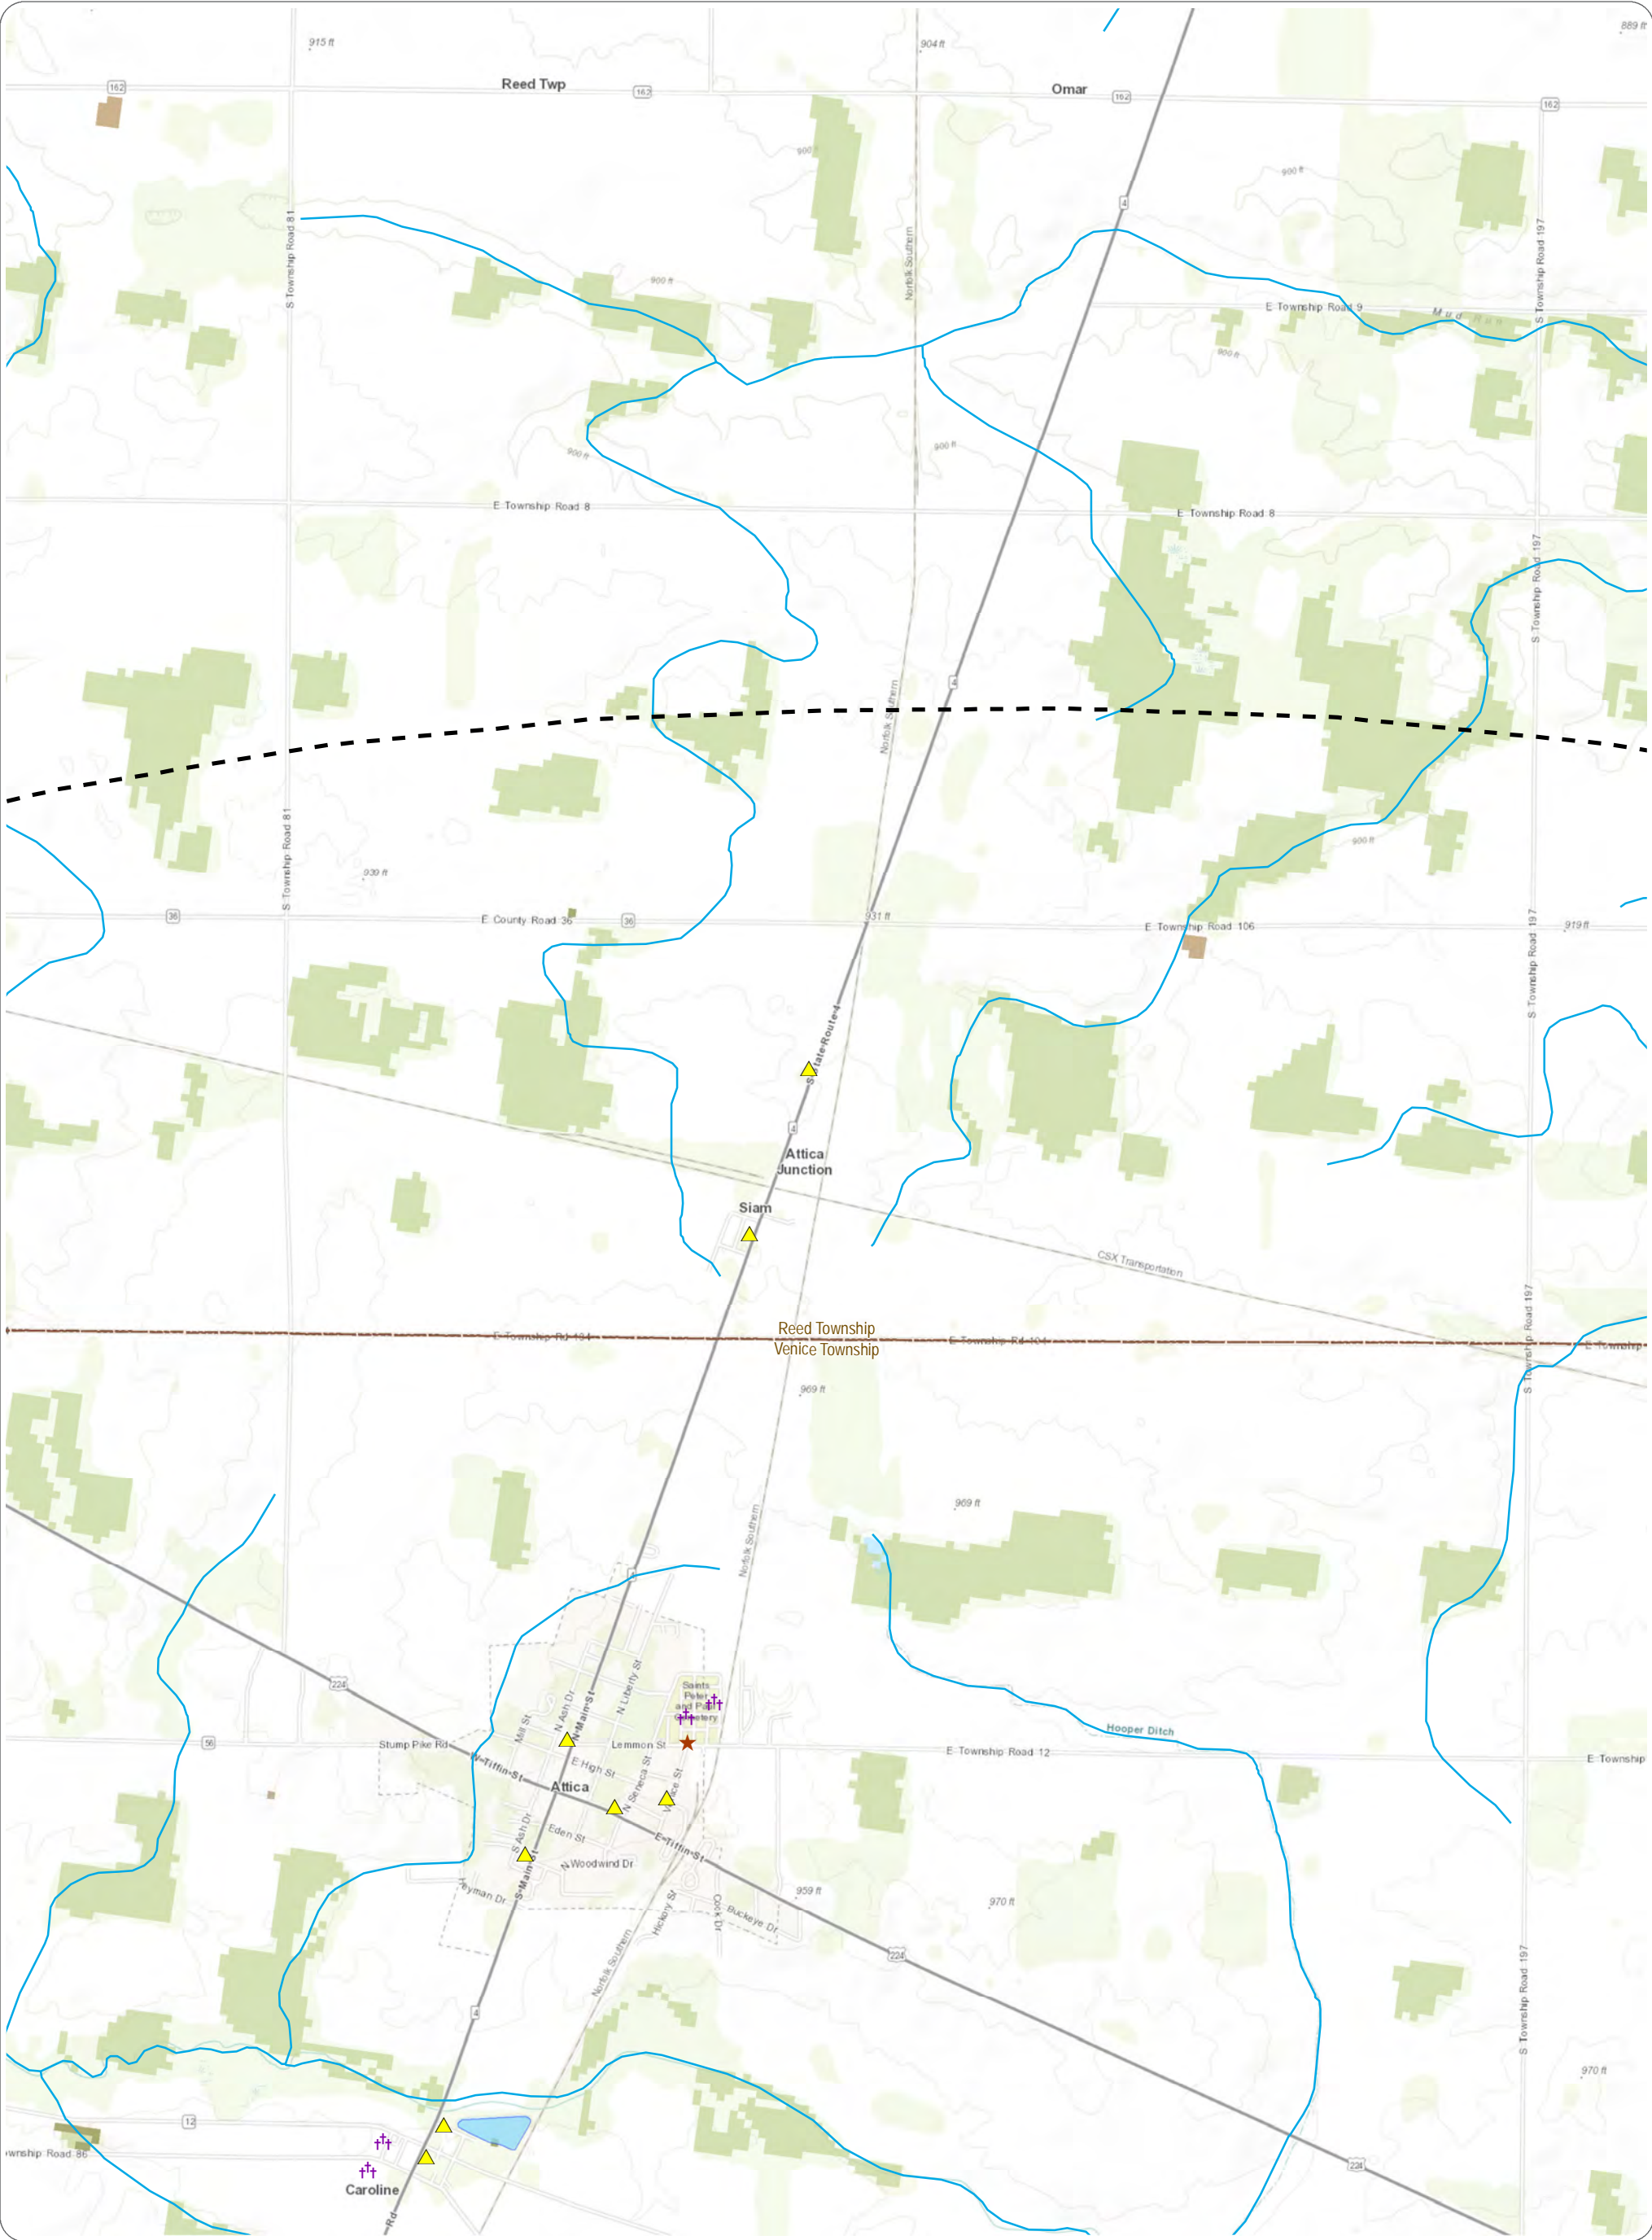 915 ft
904 ft
889 ft
Reed Twp
Omar
162
162
162
162
900 ft
900 ft
4
S Township Road 81
Norfolk Southern
S Township Road 197
900 ft
E Township Road 9
Mud Run
900 ft
900 ft
900 ft
E Township Road 8
E Township Road 8
S Township Road 197
4
Norfolk Southern
S Township Road 81
900 ft
939 ft
36
E County Road 36
36
931 ft
E Township Road 106
919 ft
S Township Road 197
S State Route 4
4
Attica
Junction
Siam
CSX Transportation
S Township Road 197
Reed Township
E Township Rd 104
Venice Township
E Township
969 ft
969 ft
Norfolk Southern
4
224
Saints
Peter
and Paul
Cemetery
N Liberty St
N Ash Dr
N Main St
Mill St
Hooper Ditch
56
Stump Pike Rd
Lemmon St
E Township Road 12
E Township
W Tiffin St
E High St
N Seneca St
Attica
S Ash Dr
Eden St
E Tiffin St
Woodwind Dr
S Main St
959 ft
970 ft
Hickory St
Buckeye Dr
224
Norfolk Southern
4
S Township Road 197
970 ft
12
ownship Road 86
224
Caroline
Rd